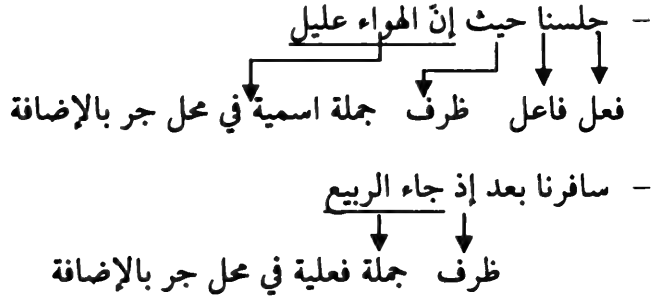 - جلسنا حيث إنّ الهواء عليل
فعل فاعل ظرف جملة اسمية في محل جر بالإضافة
- سافرنا بعد إذ جاء الربيع
ظرف جملة فعلية في محل جر بالإضافة